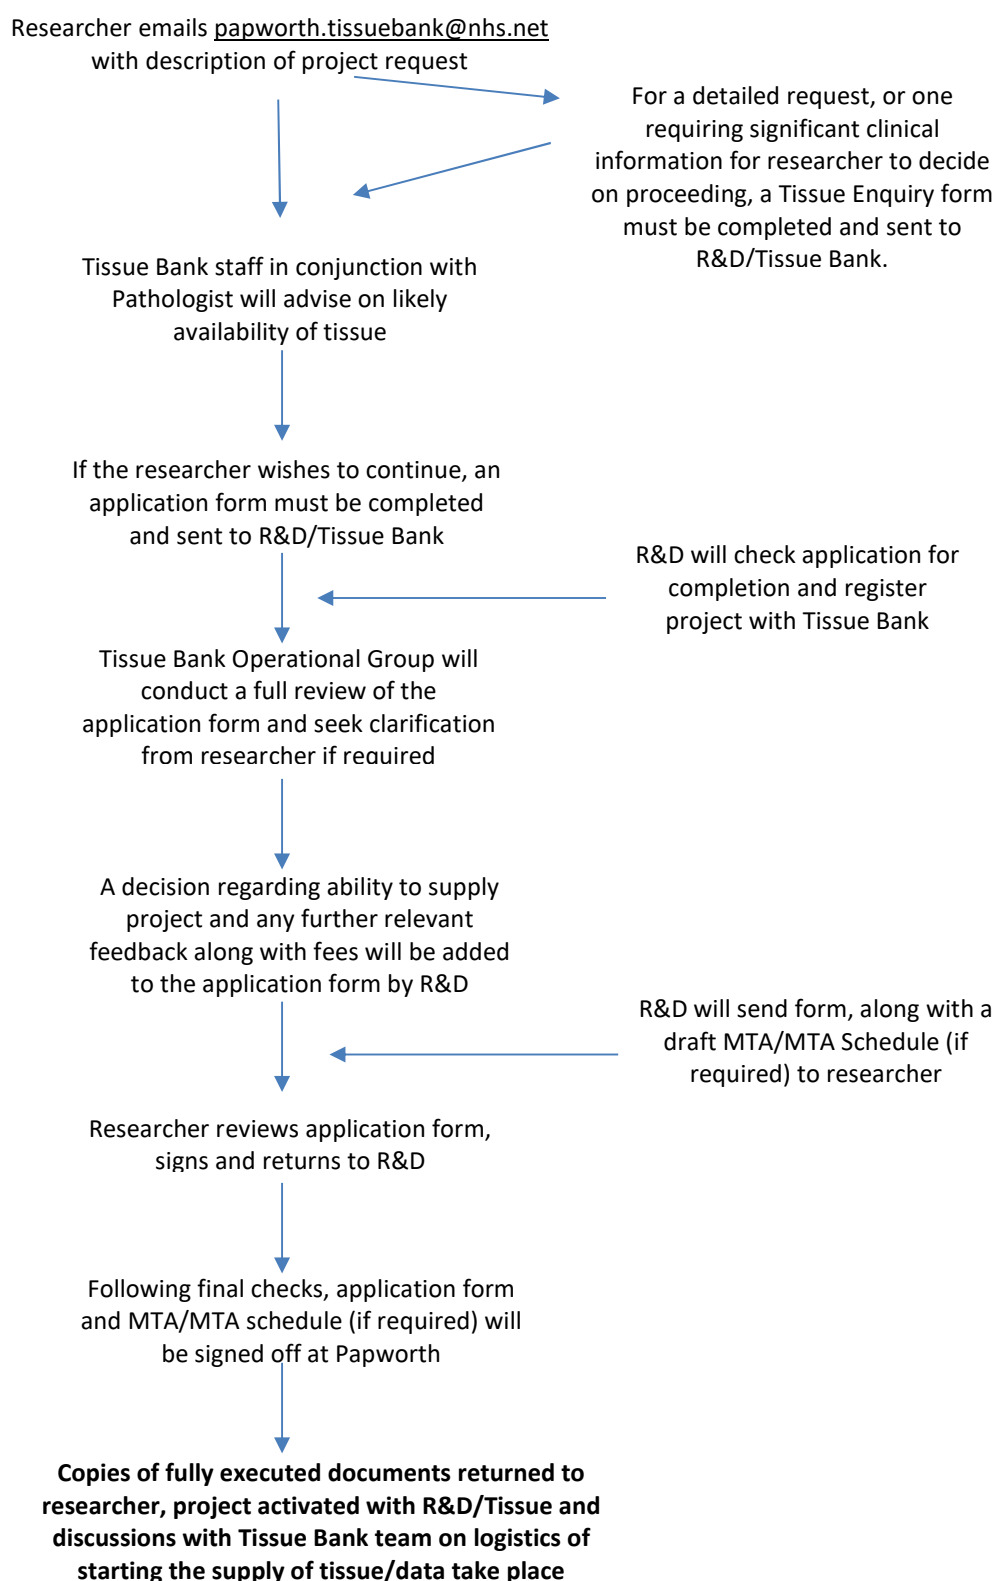 Researcher emails papworth.tissuebank@nhs.net
with description of project request
For a detailed request, or one
requiring significant clinical
information for researcher to decide
on proceeding, a Tissue Enquiry form
must be completed and sent to
R&D/Tissue Bank.
Tissue Bank staff in conjunction with
Pathologist will advise on likely
availability of tissue
If the researcher wishes to continue, an
application form must be completed
and sent to R&D/Tissue Bank
R&D will check application for
completion and register
project with Tissue Bank
Tissue Bank Operational Group will
conduct a full review of the
application form and seek clarification
from researcher if required
A decision regarding ability to supply
project and any further relevant
feedback along with fees will be added
to the application form by R&D
R&D will send form, along with a
draft MTA/MTA Schedule (if
required) to researcher
Researcher reviews application form,
signs and returns to R&D
Following final checks, application form
and MTA/MTA schedule (if required) will
be signed off at Papworth
Copies of fully executed documents returned to
researcher, project activated with R&D/Tissue and
discussions with Tissue Bank team on logistics of
starting the supply of tissue/data take place